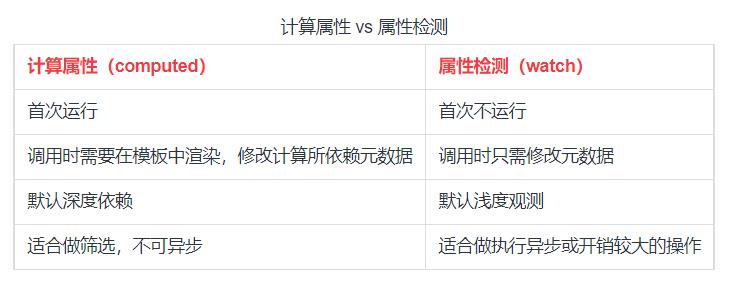 计算属性 vs 属性检测
计算属性（computed） 属性检测（watch）
首次运行 首次不运行
调用时需要在模板中渲染，修改计算所依赖元数据 调用时只需修改元数据
默认深度依赖 默认浅度观测
适合做筛选，不可异步 适合做执行异步或开销较大的操作